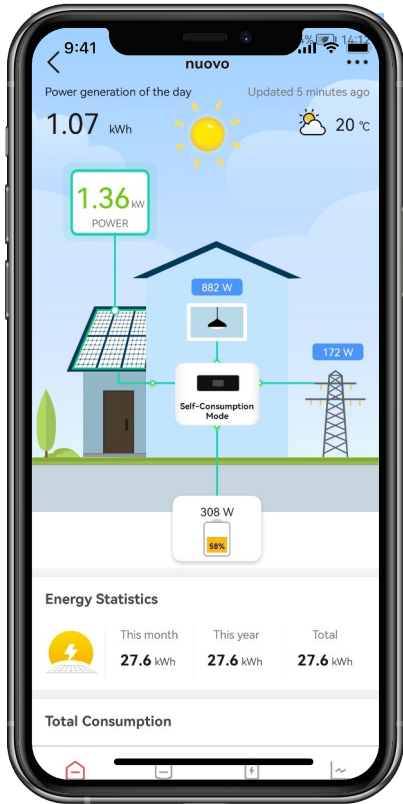 9:41
14:12
nuovo
Power generation of the day
Updated 5 minutes ago
1.07 kWh
20 °C
1.36 kW
POWER
882 W
172 W
Self-Consumption
Mode
308 W
58%
Energy Statistics
This month This year Total
27.6 kWh 27.6 kWh 27.6 kWh
Total Consumption